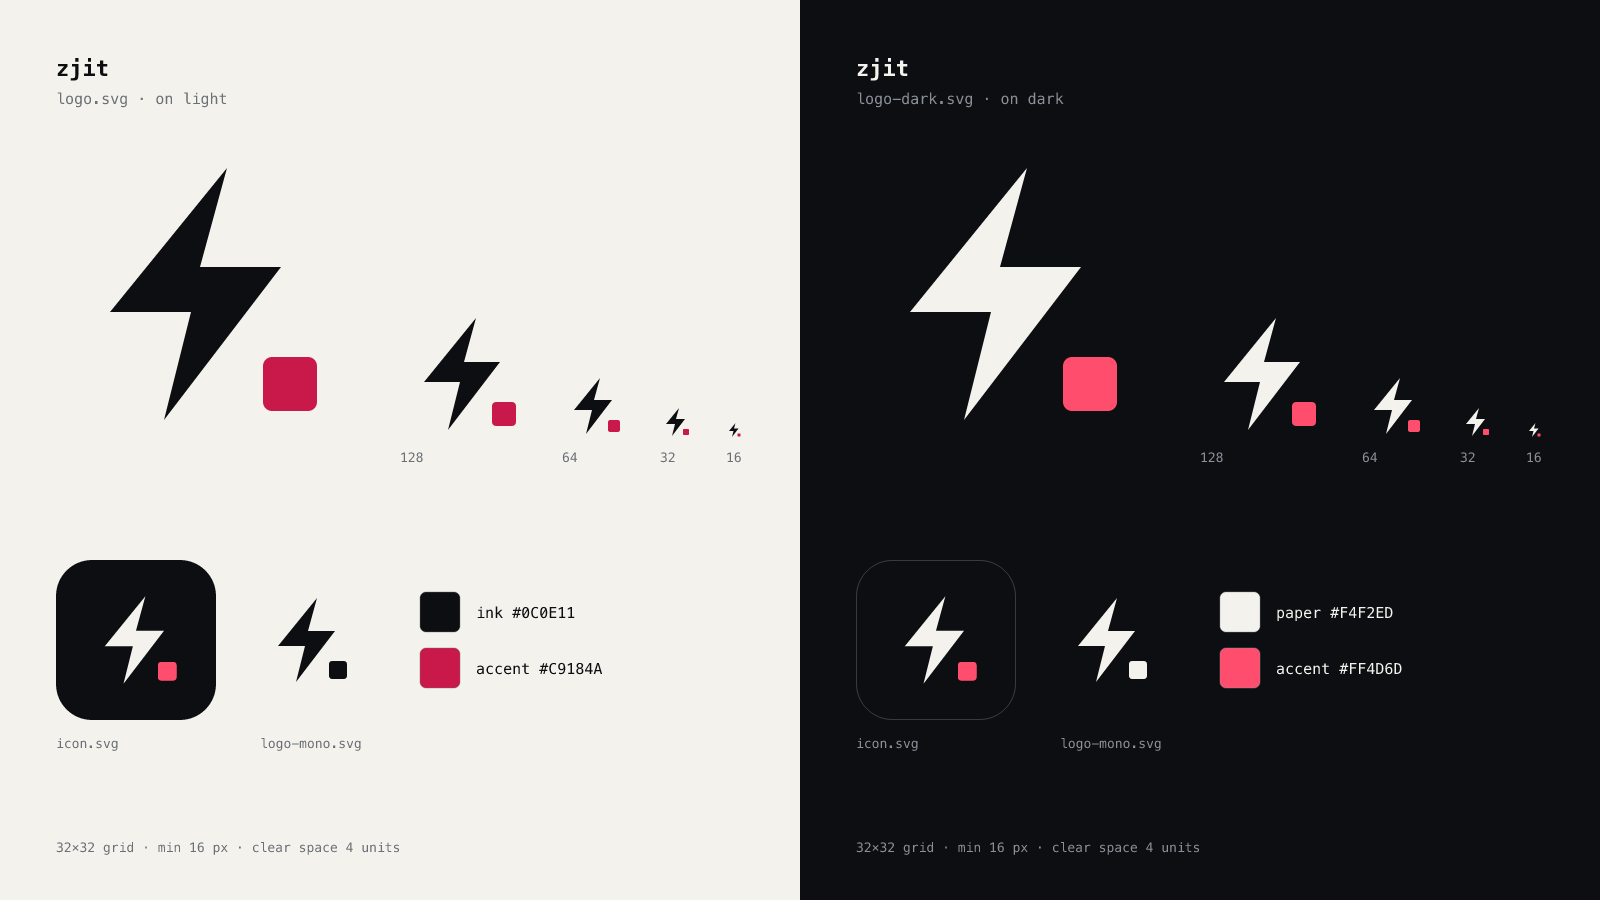 zjit
logo.svg · on light
128 64 32 16
ink #0C0E11
accent #C9184A
icon.svg logo-mono.svg
32×32 grid · min 16 px · clear space 4 units
zjit
logo-dark.svg · on dark
128 64 32 16
paper #F4F2ED
accent #FF4D6D
icon.svg logo-mono.svg
32×32 grid · min 16 px · clear space 4 units